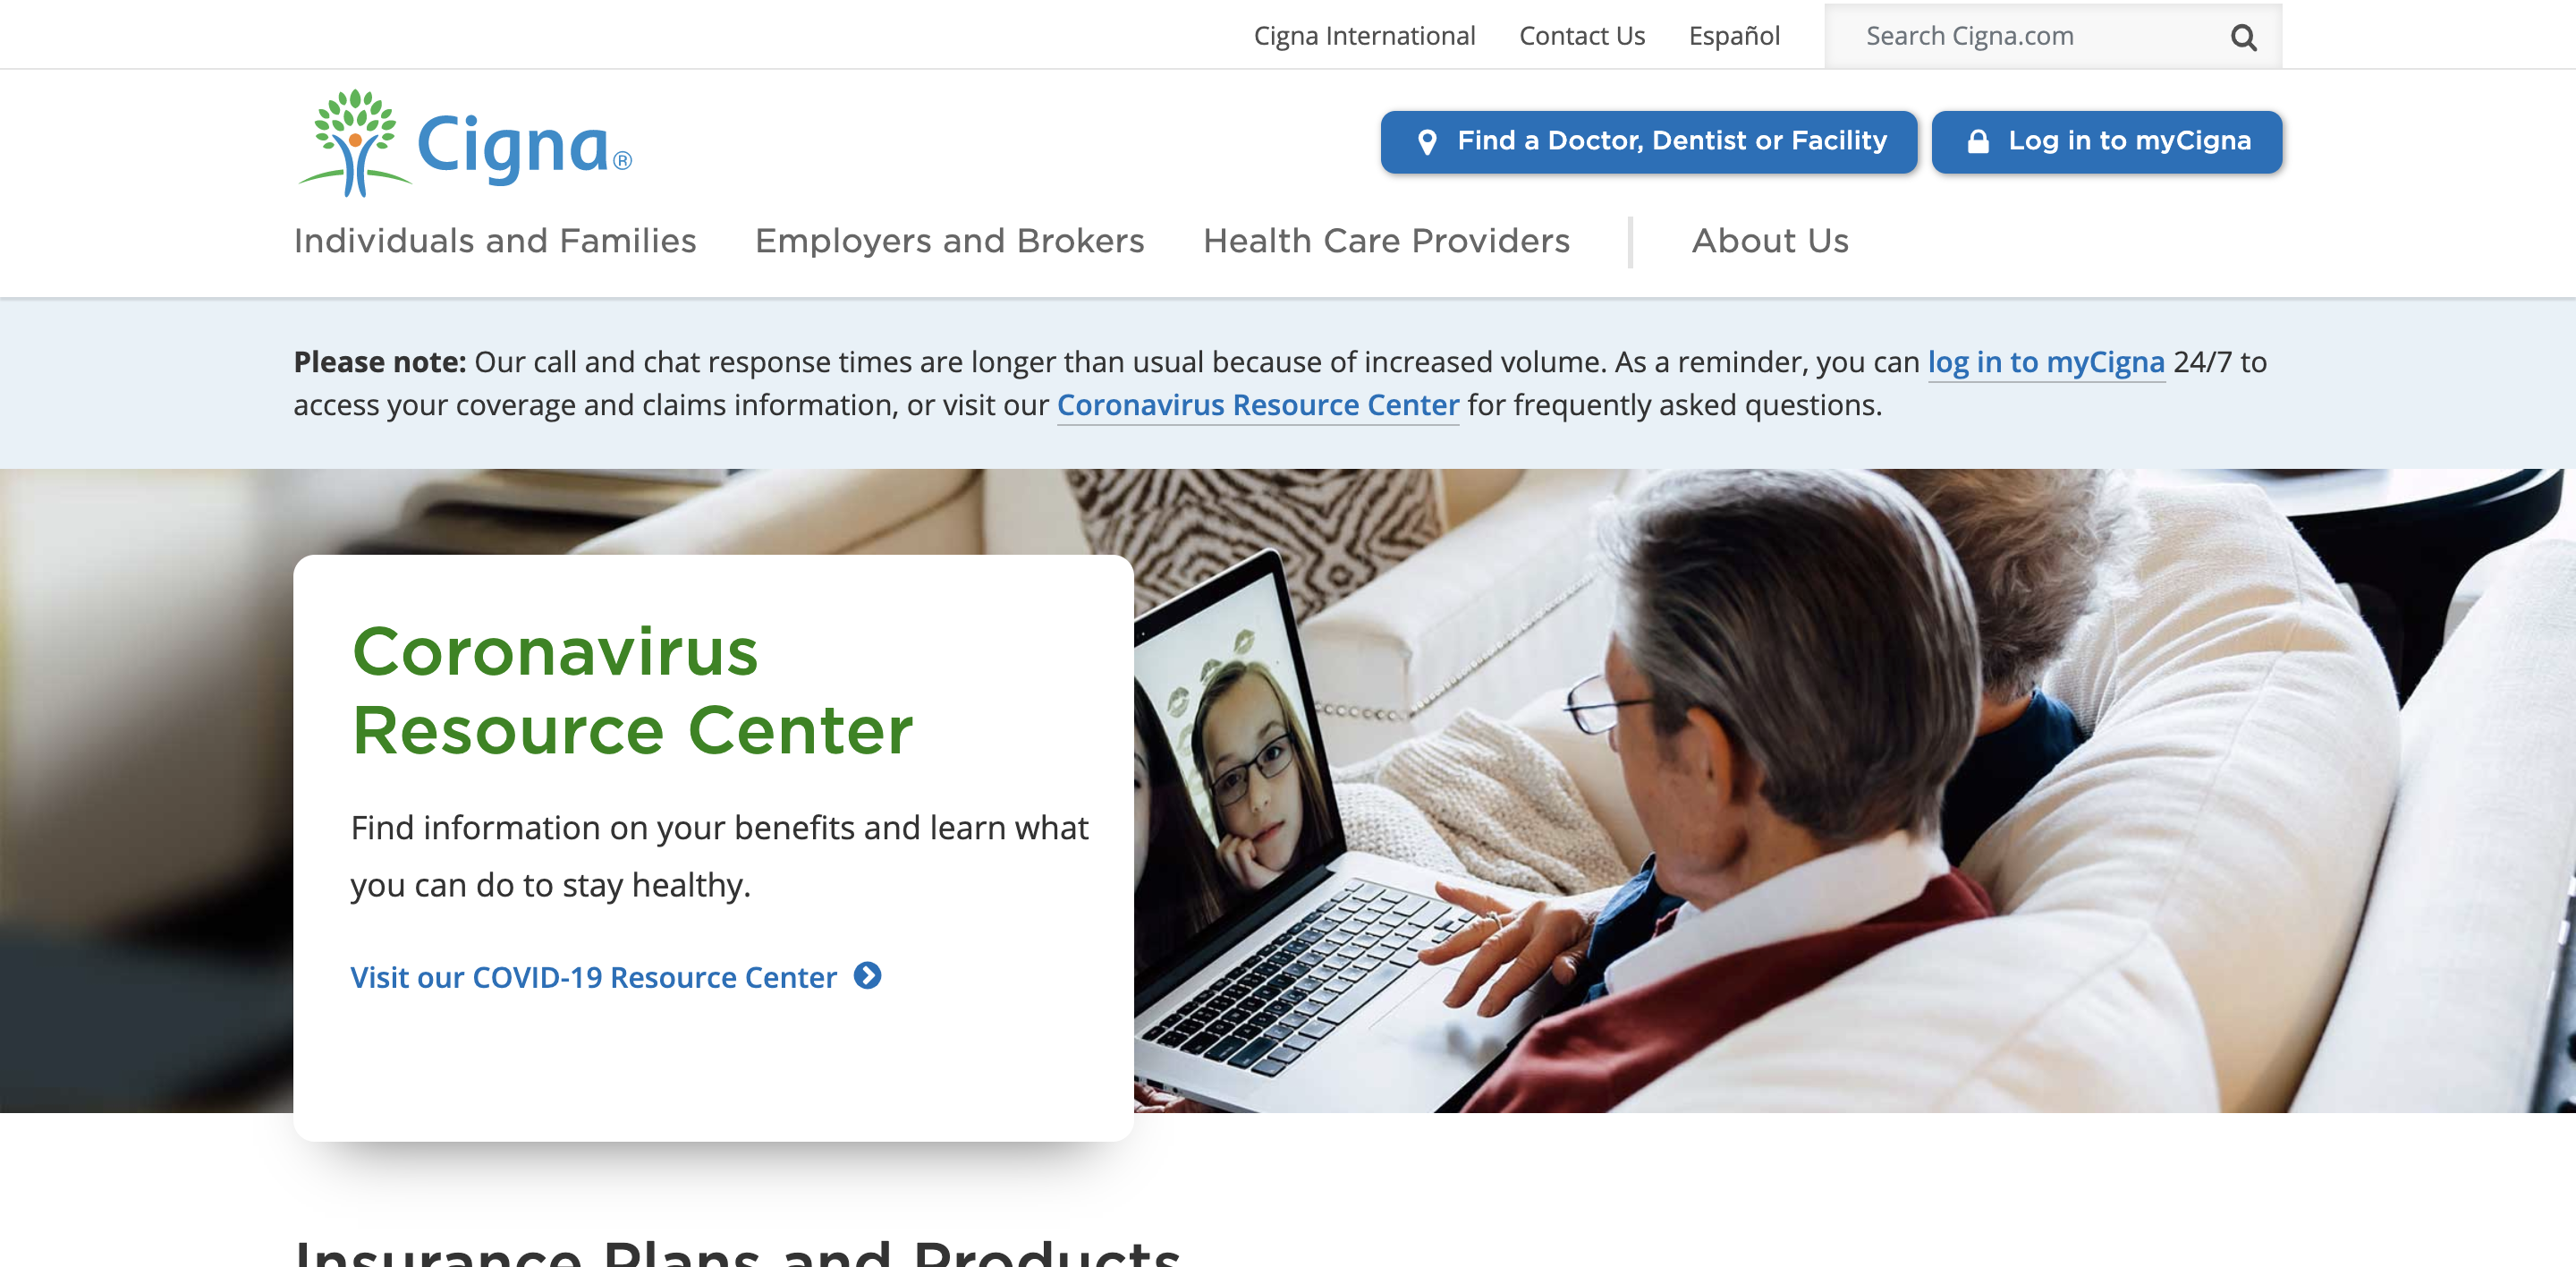 Cigna International Contact Us Español Search Cigna.com
Cigna®
Find a Doctor, Dentist or Facility
Log in to myCigna
Individuals and Families Employers and Brokers Health Care Providers About Us
Please note: Our call and chat response times are longer than usual because of increased volume. As a reminder, you can log in to myCigna 24/7 to
access your coverage and claims information, or visit our Coronavirus Resource Center for frequently asked questions.
Coronavirus
Resource Center
Find information on your benefits and learn what
you can do to stay healthy.
Visit our COVID-19 Resource Center
Insurance Plans and Products